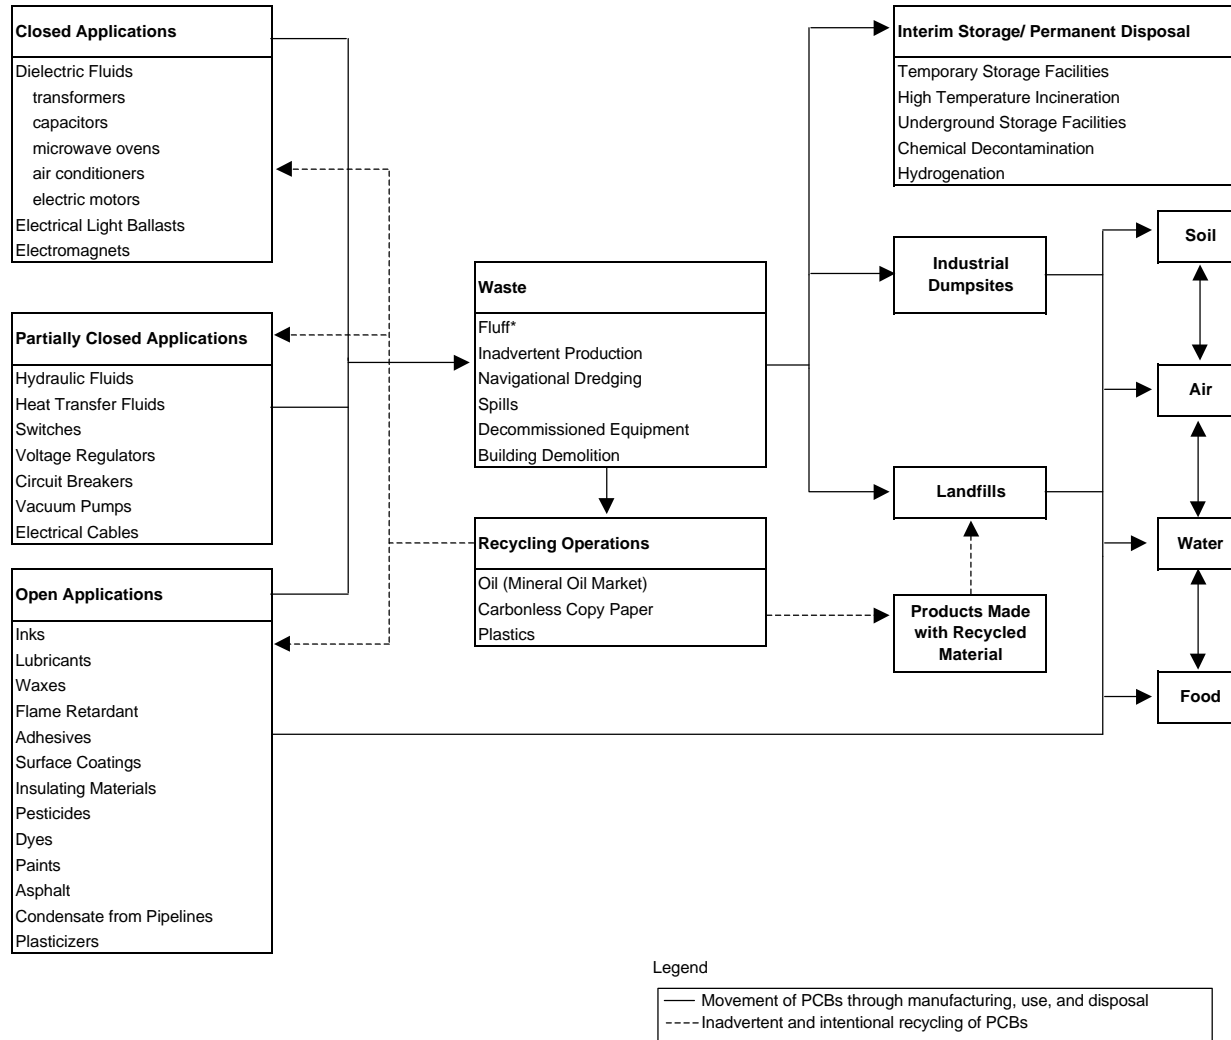 Closed Applications
Dielectric Fluids
transformers
capacitors
microwave ovens
air conditioners
electric motors
Electrical Light Ballasts
Electromagnets
Partially Closed Applications
Hydraulic Fluids
Heat Transfer Fluids
Switches
Voltage Regulators
Circuit Breakers
Vacuum Pumps
Electrical Cables
Open Applications
Inks
Lubricants
Waxes
Flame Retardant
Adhesives
Surface Coatings
Insulating Materials
Pesticides
Dyes
Paints
Asphalt
Condensate from Pipelines
Plasticizers
Waste
Fluff*
Inadvertent Production
Navigational Dredging
Spills
Decommissioned Equipment
Building Demolition
Recycling Operations
Oil (Mineral Oil Market)
Carbonless Copy Paper
Plastics
Interim Storage/ Permanent Disposal
Temporary Storage Facilities
High Temperature Incineration
Underground Storage Facilities
Chemical Decontamination
Hydrogenation
Industrial
Dumpsites
Landfills
Products Made
with Recycled
Material
Soil
Air
Water
Food
Legend
Movement of PCBs through manufacturing, use, and disposal
Inadvertent and intentional recycling of PCBs